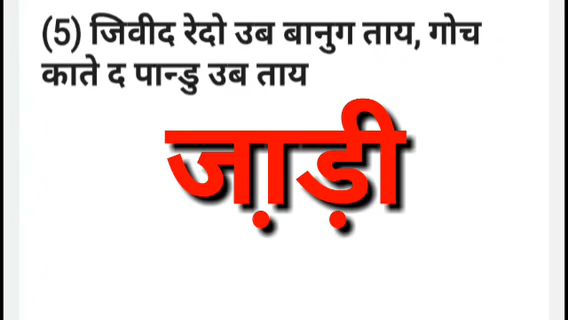 (5) जिवीद रेदो उब बानुग ताय, गोच
काते द पान्डु उब ताय
जा़ड़ी